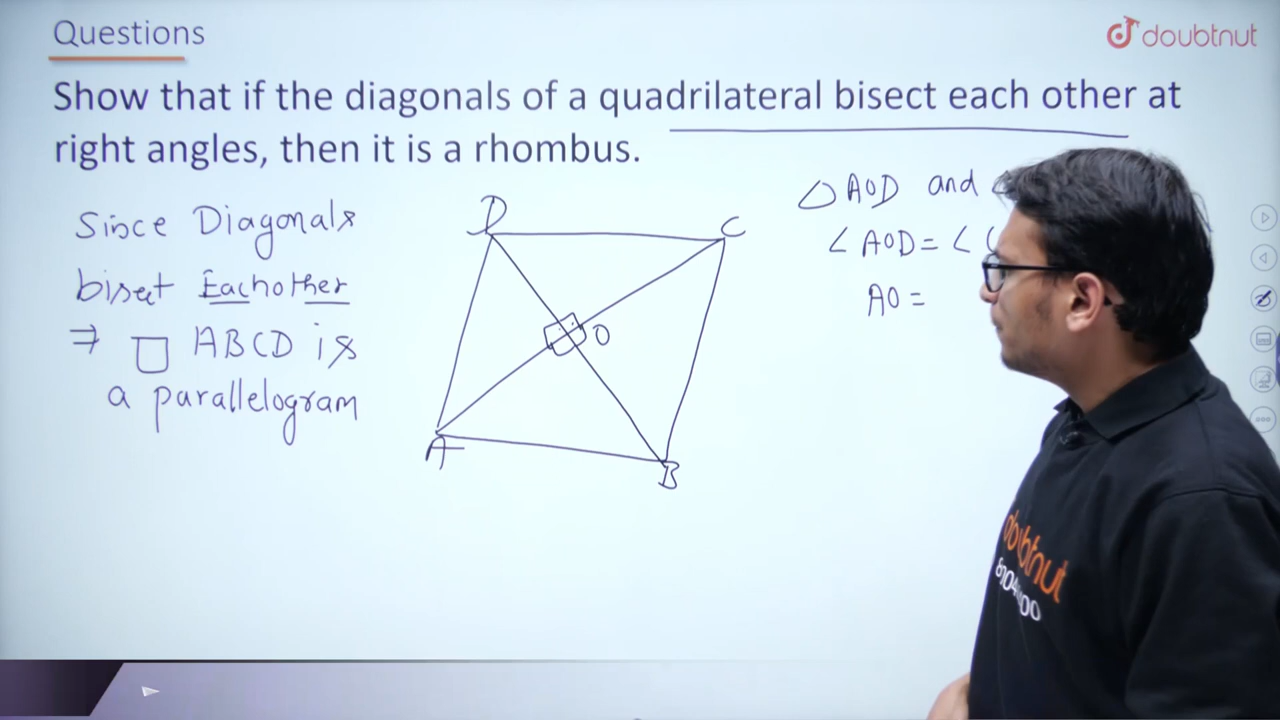 Questions
doubtnut
Show that if the diagonals of a quadrilateral bisect each other at
right angles, then it is a rhombus.
Since Diagonals
bisect Eachother
⇒ □ ABCD is
a parallelogram
D
C
O
A
B
△ AOD and
∠ AOD = ∠
AO =
doubtnut